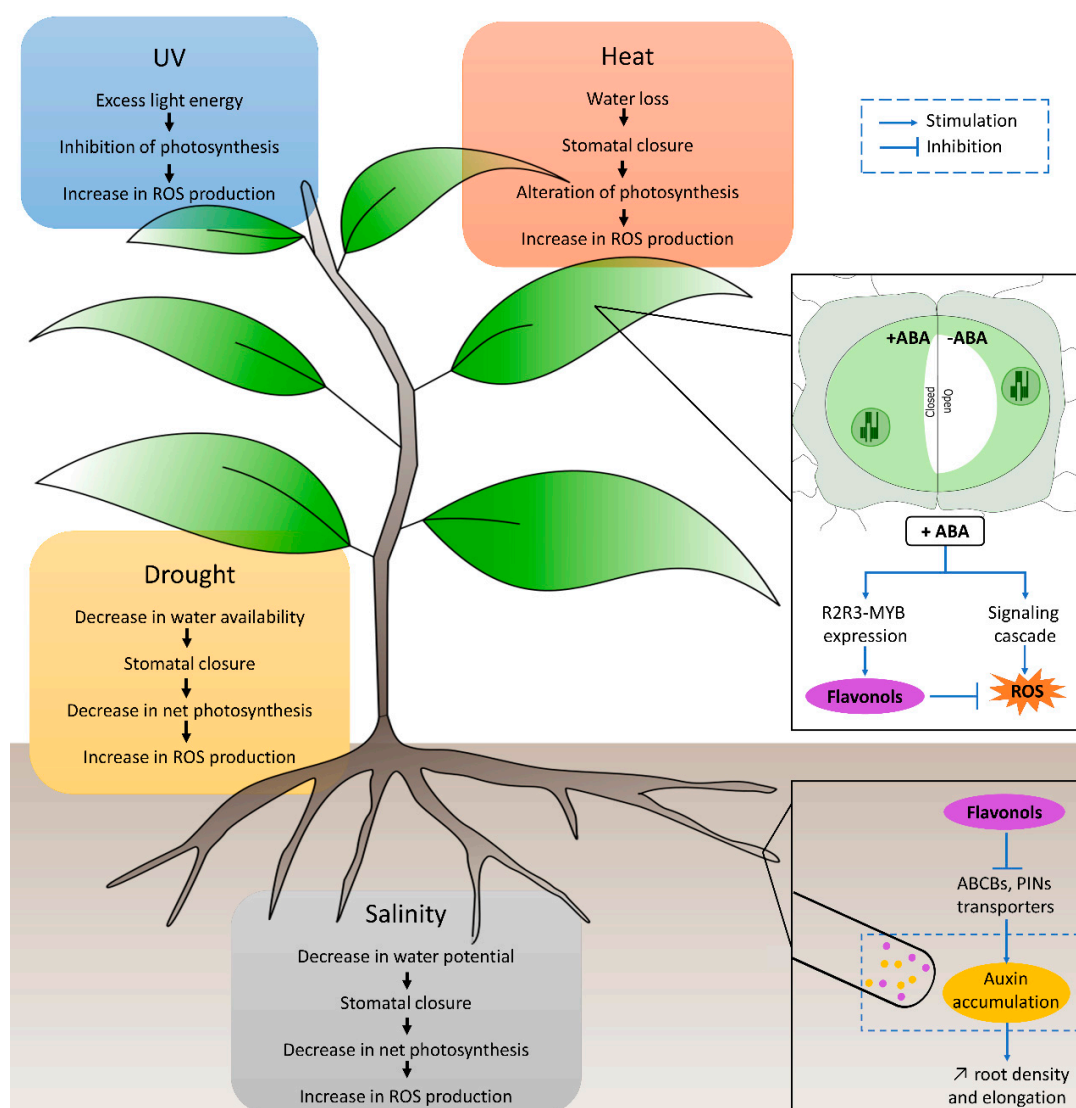 UV
Excess light energy
Inhibition of photosynthesis
Increase in ROS production
Heat
Water loss
Stomatal closure
Alteration of photosynthesis
Increase in ROS production
Stimulation
Inhibition
+ABA -ABA
Closed
Open
+ ABA
R2R3-MYB
expression
Signaling
cascade
Flavonols
ROS
Drought
Decrease in water availability
Stomatal closure
Decrease in net photosynthesis
Increase in ROS production
Flavonols
ABCBs, PINs
transporters
Auxin
accumulation
↗ root density
and elongation
Salinity
Decrease in water potential
Stomatal closure
Decrease in net photosynthesis
Increase in ROS production